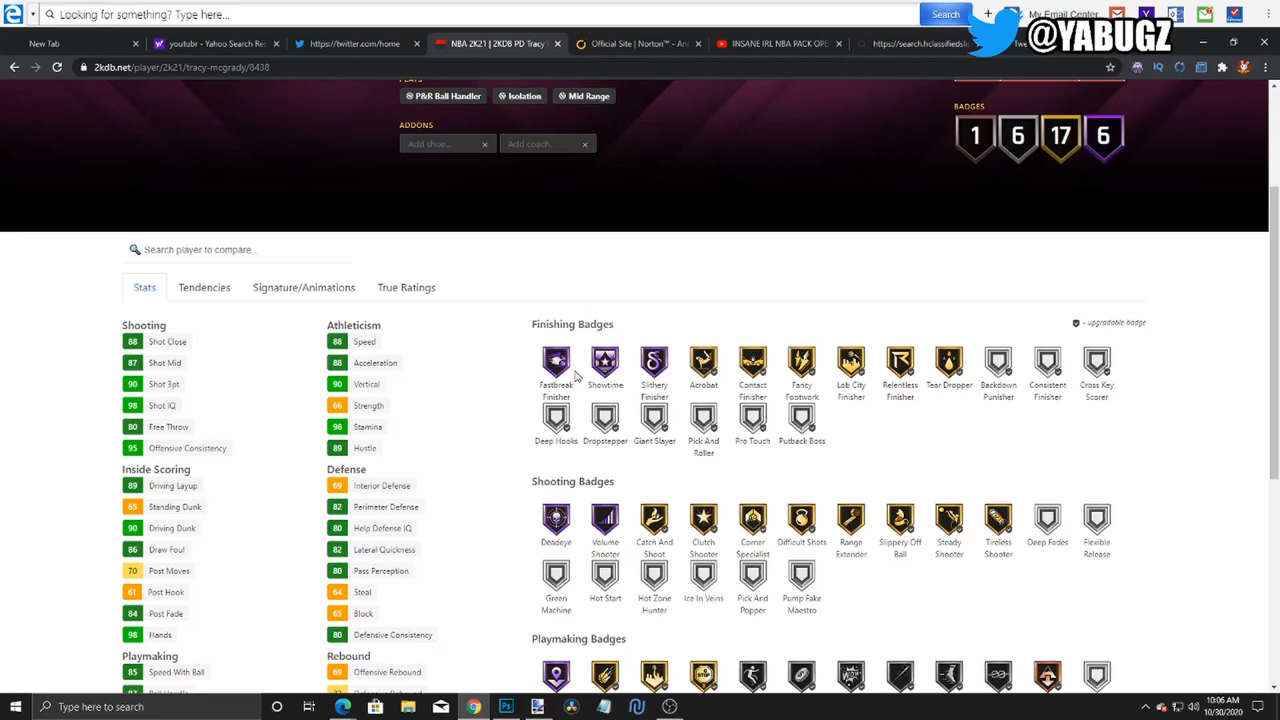 Looking for something? Type here...
Search
My Email Center
@YABUGZ
New Tab
youtubr - Yahoo Search Re
https://twitter.com/home
NBA 2K21 | 2KDB PD Tracy
Official Site | Norton™ - An
INSANE IRL NBA PACK OPE
https://search.hclassifiedsl
2kdb.net/player/2k21/tracy-mcgrady/8438
PLAYS
P&R Ball Handler
Isolation
Mid Range
ADDONS
Add shoe...
Add coach.
BADGES
1 6 17 6
Search player to compare...
Stats Tendencies Signature/Animations True Ratings
Shooting
88 Shot Close
87 Shot Mid
90 Shot 3pt
98 Shot IQ
80 Free Throw
95 Offensive Consistency
Inside Scoring
89 Driving Layup
65 Standing Dunk
90 Driving Dunk
86 Draw Foul
70 Post Moves
61 Post Hook
84 Post Fade
98 Hands
Playmaking
85 Speed With Ball
Athleticism
88 Speed
88 Acceleration
90 Vertical
66 Strength
98 Stamina
89 Hustle
Defense
69 Interior Defense
82 Perimeter Defense
80 Help Defense IQ
82 Lateral Quickness
80 Pass Perception
64 Steal
65 Block
80 Defensive Consistency
Rebound
69 Offensive Rebound
Finishing Badges
- upgradable badge
Fastbreak Finisher
Showtime
Slithery Finisher
Acrobat
Contact Finisher
Fancy Footwork
Lob City Finisher
Relentless Finisher
Tear Dropper
Backdown Punisher
Consistent Finisher
Cross Key Scorer
Deep Hooks
Dropstepper
Giant Slayer
Pick And Roller
Pro Touch
Putback Boss
Shooting Badges
Deadeye
Volume Shooter
Catch And Shoot
Clutch Shooter
Corner Specialist
Difficult Shots
Range Extender
Slippery Off Ball
Steady Shooter
Tireless Shooter
Deep Fades
Flexible Release
Green Machine
Hot Start
Hot Zone Hunter
Ice In Veins
Pick And Popper
Pump Fake Maestro
Playmaking Badges
Type here to search
10:06 AM
10/30/2020